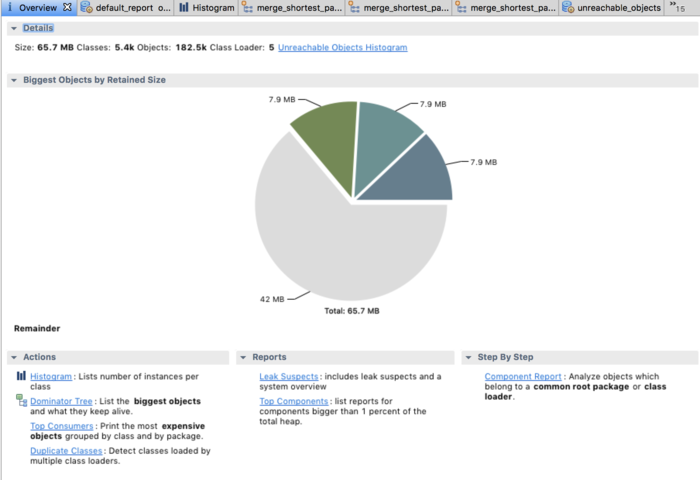 i Overview default_report o... Histogram merge_shortest_pa... merge_shortest_pa... merge_shortest_pa... unreachable_objects »15
Details
Size: 65.7 MB Classes: 5.4k Objects: 182.5k Class Loader: 5 Unreachable Objects Histogram
Biggest Objects by Retained Size
7.9 MB
7.9 MB
7.9 MB
42 MB
Total: 65.7 MB
Remainder
Actions
Histogram: Lists number of instances per
class
Dominator Tree: List the biggest objects
and what they keep alive.
Top Consumers: Print the most expensive
objects grouped by class and by package.
Duplicate Classes: Detect classes loaded by
multiple class loaders.
Reports
Leak Suspects: includes leak suspects and a
system overview
Top Components: list reports for
components bigger than 1 percent of the
total heap.
Step By Step
Component Report: Analyze objects which
belong to a common root package or class
loader.